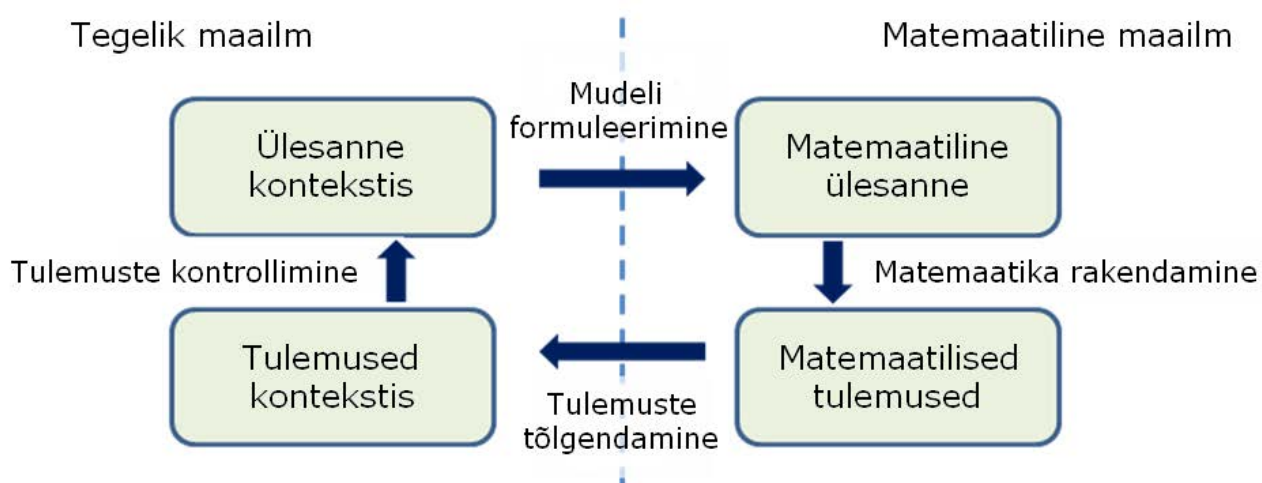 Tegelik maailm
Matemaatiline maailm
Mudeli
formuleerimine
Ülesanne
kontekstis
Matemaatiline
ülesanne
Tulemuste kontrollimine
Matemaatika rakendamine
Tulemused
kontekstis
Matemaatilised
tulemused
Tulemuste
tõlgendamine